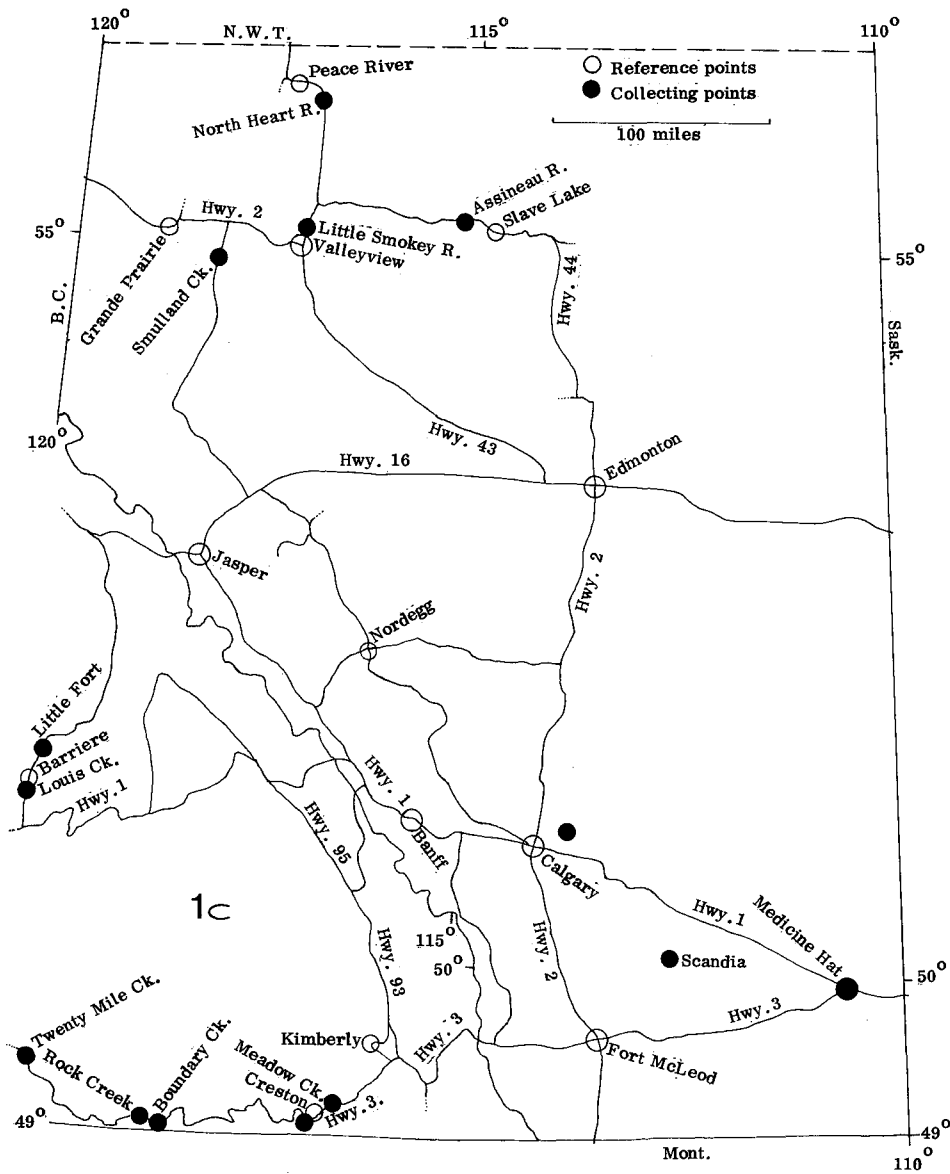 120°
N.W.T.
115°
110°
Peace River
Reference points
Collecting points
North Heart R.
100 miles
Assineau R.
Slave Lake
Hwy. 2
55°
Little Smokey R.
Valleyview
55°
Grande Prairie
Smulland Ck.
B.C.
Hwy. 44
Sask.
120°
Hwy. 43
Hwy. 16
Edmonton
Jasper
Hwy. 2
Nordegg
Little Fort
Barriere
Louis Ck.
Hwy.1
Hwy. 1
Banff
Hwy. 95
Calgary
1c
Hwy.1
Medicine Hat
115°
50°
Hwy. 93
Hwy. 2
Scandia
50°
Twenty Mile Ck.
Rock Creek
Boundary Ck.
Kimberly
Meadow Ck.
Creston
Hwy. 3
Hwy.3
Fort McLeod
49°
Hwy.3.
49°
Mont.
110°